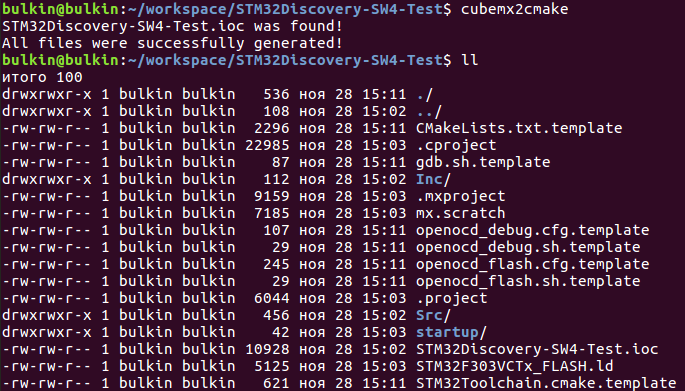 bulkin@bulkin:~/workspace/STM32Discovery-SW4-Test$ cubemx2cmake
STM32Discovery-SW4-Test.ioc was found!
All files were successfully generated!
bulkin@bulkin:~/workspace/STM32Discovery-SW4-Test$ ll
итого 100
drwxrwxr-x 1 bulkin bulkin   536 ноя 28 15:11 ./
drwxrwxr-x 1 bulkin bulkin   108 ноя 28 15:02 ../
-rw-rw-r-- 1 bulkin bulkin  2296 ноя 28 15:11 CMakeLists.txt.template
-rw-rw-r-- 1 bulkin bulkin 22985 ноя 28 15:03 .cproject
-rw-rw-r-- 1 bulkin bulkin    87 ноя 28 15:11 gdb.sh.template
drwxrwxr-x 1 bulkin bulkin   112 ноя 28 15:02 Inc/
-rw-rw-r-- 1 bulkin bulkin  9159 ноя 28 15:03 .mxproject
-rw-rw-r-- 1 bulkin bulkin  7185 ноя 28 15:03 mx.scratch
-rw-rw-r-- 1 bulkin bulkin   107 ноя 28 15:11 openocd_debug.cfg.template
-rw-rw-r-- 1 bulkin bulkin    29 ноя 28 15:11 openocd_debug.sh.template
-rw-rw-r-- 1 bulkin bulkin   245 ноя 28 15:11 openocd_flash.cfg.template
-rw-rw-r-- 1 bulkin bulkin    29 ноя 28 15:11 openocd_flash.sh.template
-rw-rw-r-- 1 bulkin bulkin  6044 ноя 28 15:03 .project
drwxrwxr-x 1 bulkin bulkin   456 ноя 28 15:02 Src/
drwxrwxr-x 1 bulkin bulkin    42 ноя 28 15:03 startup/
-rw-rw-r-- 1 bulkin bulkin 10928 ноя 28 15:02 STM32Discovery-SW4-Test.ioc
-rw-rw-r-- 1 bulkin bulkin  5125 ноя 28 15:03 STM32F303VCTx_FLASH.ld
-rw-rw-r-- 1 bulkin bulkin   621 ноя 28 15:11 STM32Toolchain.cmake.template